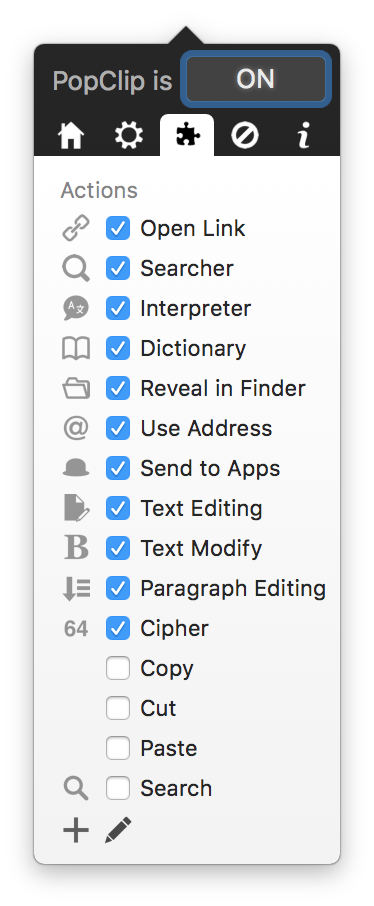 PopClip is ON
Actions
Open Link
Searcher
Interpreter
Dictionary
Reveal in Finder
@ Use Address
Send to Apps
Text Editing
B Text Modify
Paragraph Editing
64 Cipher
Copy
Cut
Paste
Search